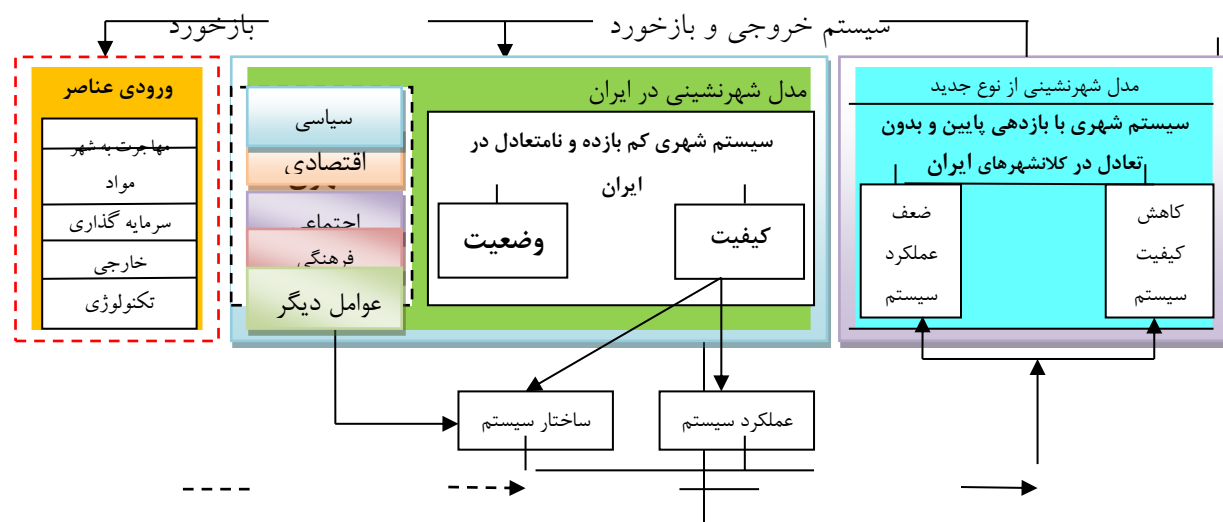 سیستم خروجی و بازخورد
بازخورد
مدل شهرنشینی از نوع جدید
سیستم شهری با بازدهی پایین و بدون
تعادل در کلانشهرهای ایران
کاهش
کیفیت
سیستم
ضعف
عملکرد
سیستم
مدل شهرنشینی در ایران
سیستم شهری کم بازده و نامتعادل در
ایران
کیفیت
وضعیت
سیاسی
اقتصادی
اجتماعی
فرهنگی
عوامل دیگر
ورودی عناصر
مهاجرت به شهر
مواد
سرمایه گذاری
خارجی
تکنولوژی
عملکرد سیستم
ساختار سیستم